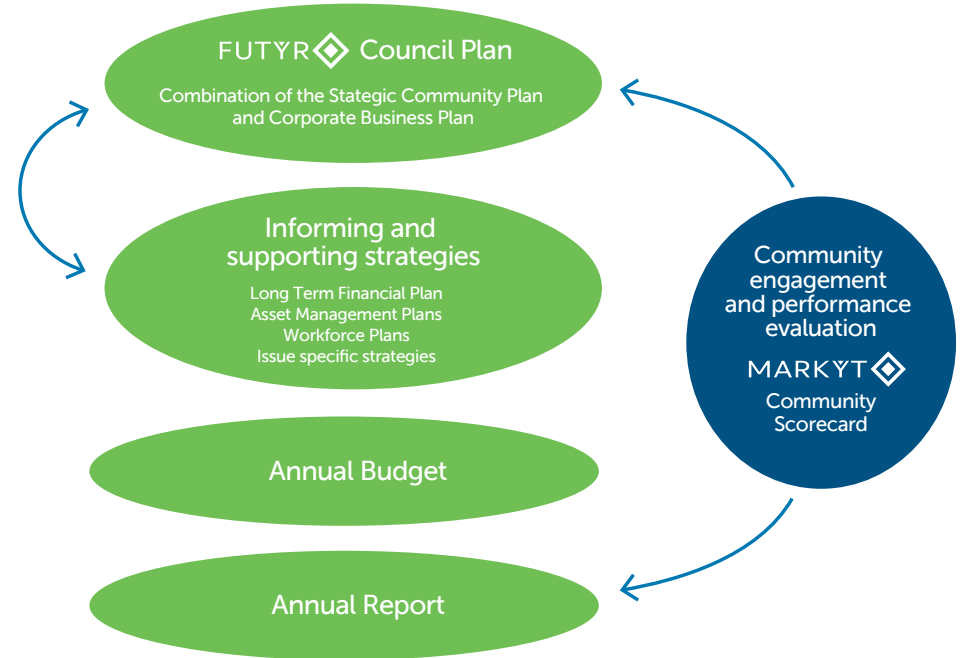 FUTYR Council Plan
Combination of the Stategic Community Plan
and Corporate Business Plan
Informing and
supporting strategies
Long Term Financial Plan
Asset Management Plans
Workforce Plans
Issue specific strategies
Community
engagement
and performance
evaluation
MARKYT
Community
Scorecard
Annual Budget
Annual Report